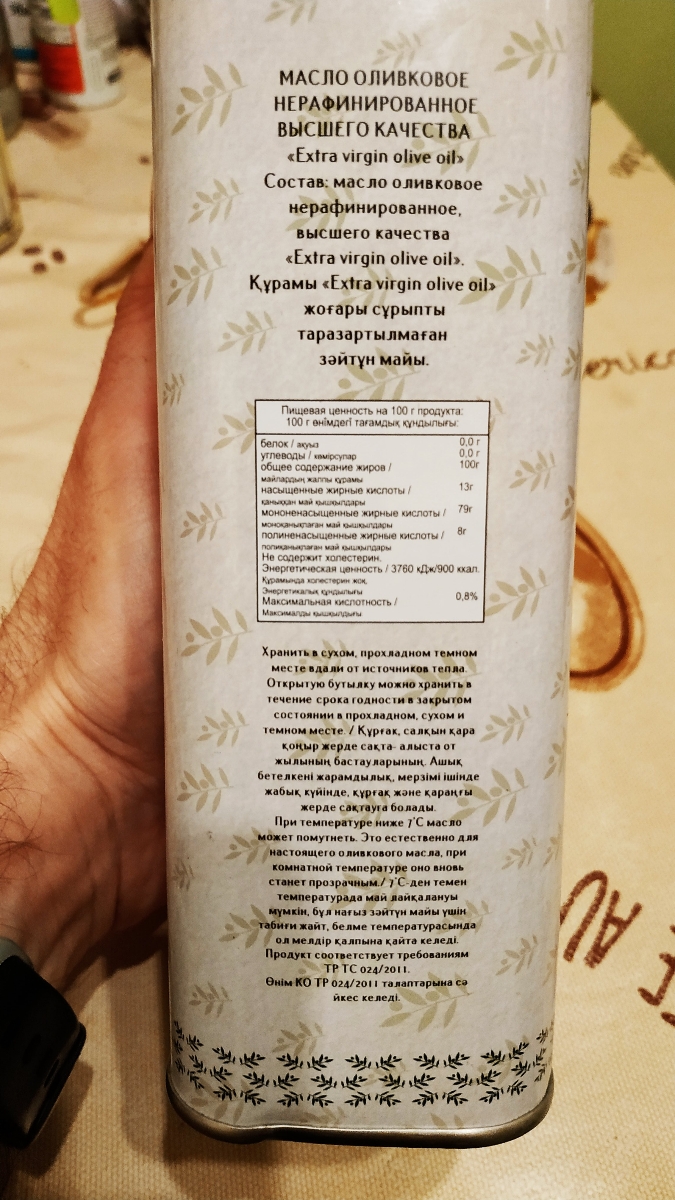 МАСЛО ОЛИВКОВОЕ
НЕРАФИНИРОВАННОЕ
ВЫСШЕГО КАЧЕСТВА
«Extra virgin olive oil»
Состав: масло оливковое
нерафинированное,
высшего качества
«Extra virgin olive oil».
Құрамы «Extra virgin olive oil»
жоғары сұрыпты
таразартылмаған
зәйтұн майы.
Пищевая ценность на 100 г продукта:
100 г өнімдегі тағамдық құндылығы:
белок / ақуыз 0,0 г
углеводы / көмірсулар 0,0 г
общее содержание жиров / 100г
майлардың жалпы құрамы
насыщенные жирные кислоты / 13г
қаныққан май қышқылдары
мононенасыщенные жирные кислоты / 79г
моноқанықпаған май қышқылдары
полиненасыщенные жирные кислоты / 8г
полиқанықпаған май қышқылдары
Не содержит холестерин.
Энергетическая ценность / 3760 кДж/900 ккал.
Құрамында холестерин жоқ.
Энергетикалық құндылығы
Максимальная кислотность / 0,8%
Максималды қышқылдығы
Хранить в сухом, прохладном темном
месте вдали от источников тепла.
Открытую бутылку можно хранить в
течение срока годности в закрытом
состоянии в прохладном, сухом и
темном месте. / Құрғақ, салқын қара
қоңыр жерде сақта- алыста от
жылының бастауларының. Ашық
бетелкені жарамдылық, мерзімі ішінде
жабық күйінде, құрғақ және қараңғы
жерде сақтауға болады.
При температуре ниже 7°С масло
может помутнеть. Это естественно для
настоящего оливкового масла, при
комнатной температуре оно вновь
станет прозрачным./ 7°С-ден темен
температурада май лайқалануы
мүмкін, бұл нағыз зәйтүн майы үшін
табиғи жайт, белме температурасында
ол мелдір қалпына қайта келеді.
Продукт соответствует требованиям
ТР ТС 024/2011.
Өнім КО ТР 024/2011 талаптарына сә
йкес келеді.